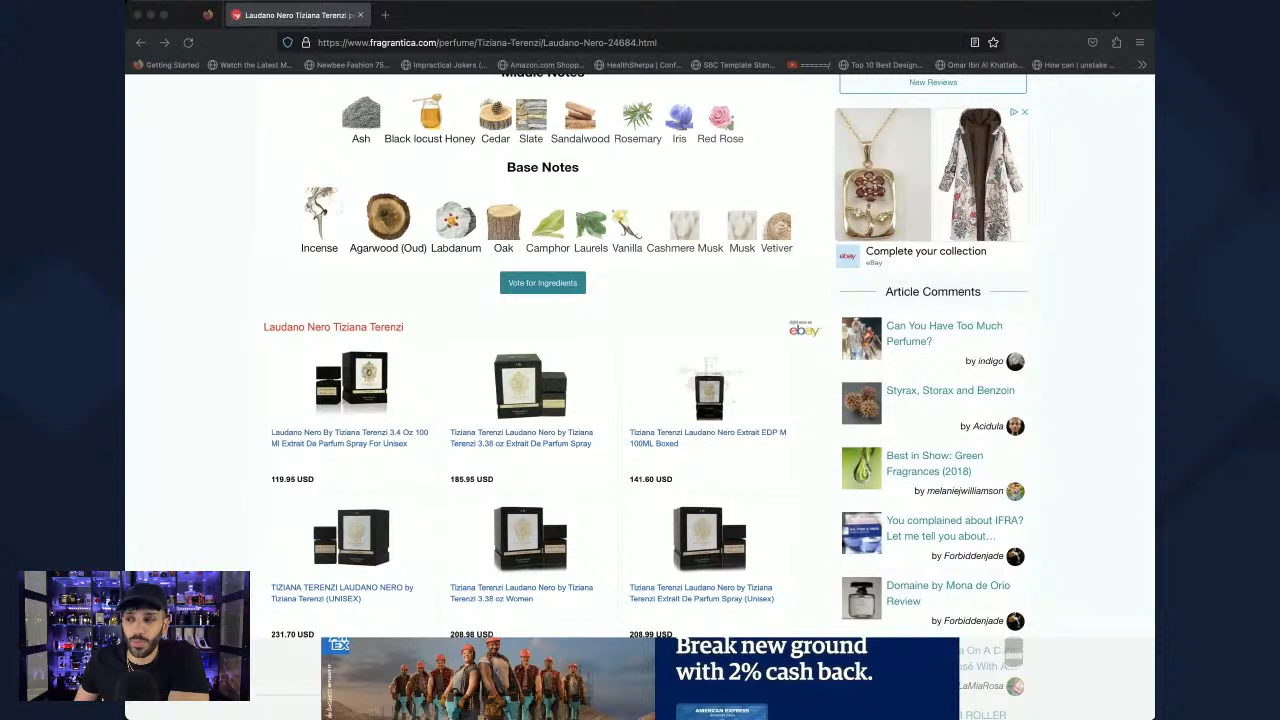 Laudano Nero Tiziana Terenzi
https://www.fragrantica.com/perfume/Tiziana-Terenzi/Laudano-Nero-24684.html
Getting Started
Watch the Latest M...
Newbee Fashion 75...
Impractical Jokers (...
Amazon.com Shopp...
HealthSherpa | Conf...
SBC Template Stan...
======/
Top 10 Best Design...
Omar Ibn Al Khattab...
How can I unstake ...
Middle Notes
Ash
Black locust Honey
Cedar
Slate
Sandalwood
Rosemary
Iris
Red Rose
Base Notes
Incense
Agarwood (Oud)
Labdanum
Oak
Camphor
Laurels
Vanilla
Cashmere Musk
Musk
Vetiver
Vote for Ingredients
Laudano Nero Tiziana Terenzi
ebay
Laudano Nero By Tiziana Terenzi 3.4 Oz 100
Ml Extrait De Parfum Spray For Unisex
119.95 USD
Tiziana Terenzi Laudano Nero by Tiziana
Terenzi 3.38 oz Extrait De Parfum Spray
185.95 USD
Tiziana Terenzi Laudano Nero Extrait EDP M
100ML Boxed
141.60 USD
TIZIANA TERENZI LAUDANO NERO by
Tiziana Terenzi (UNISEX)
231.70 USD
Tiziana Terenzi Laudano Nero by Tiziana
Terenzi 3.38 oz Women
208.98 USD
Tiziana Terenzi Laudano Nero by Tiziana
Terenzi Extrait De Parfum Spray (Unisex)
208.99 USD
New Reviews
ebay
Complete your collection
eBay
Article Comments
Can You Have Too Much
Perfume?
by indigo
Styrax, Storax and Benzoin
by Acidula
Best in Show: Green
Fragrances (2018)
by melaniejwilliamson
You complained about IFRA?
Let me tell you about...
by Forbiddenjade
Domaine by Mona de Orio
Review
by Forbiddenjade
LaMiaRosa
ROLLER
Break new ground
with 2% cash back.
AMERICAN EXPRESS